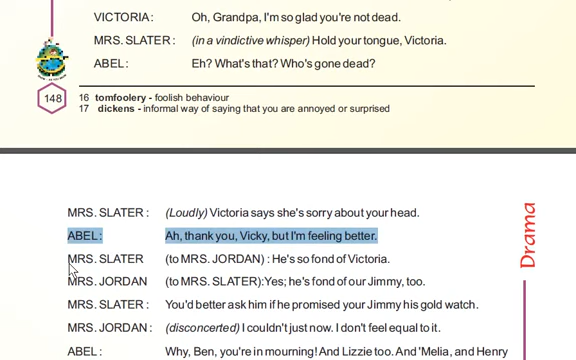 VICTORIA : Oh, Grandpa, I'm so glad you're not dead.
MRS. SLATER : (in a vindictive whisper) Hold your tongue, Victoria.
ABEL : Eh? What's that? Who's gone dead?
148
16 tomfoolery - foolish behaviour
17 dickens - informal way of saying that you are annoyed or surprised
MRS. SLATER : (Loudly) Victoria says she's sorry about your head.
ABEL : Ah, thank you, Vicky, but I'm feeling better.
MRS. SLATER (to MRS. JORDAN) : He's so fond of Victoria.
MRS. JORDAN (to MRS. SLATER):Yes; he's fond of our Jimmy, too.
MRS. SLATER : You'd better ask him if he promised your Jimmy his gold watch.
MRS. JORDAN : (disconcerted) I couldn't just now. I don't feel equal to it.
ABEL : Why, Ben, you're in mourning! And Lizzie too. And 'Melia, and Henry
Drama